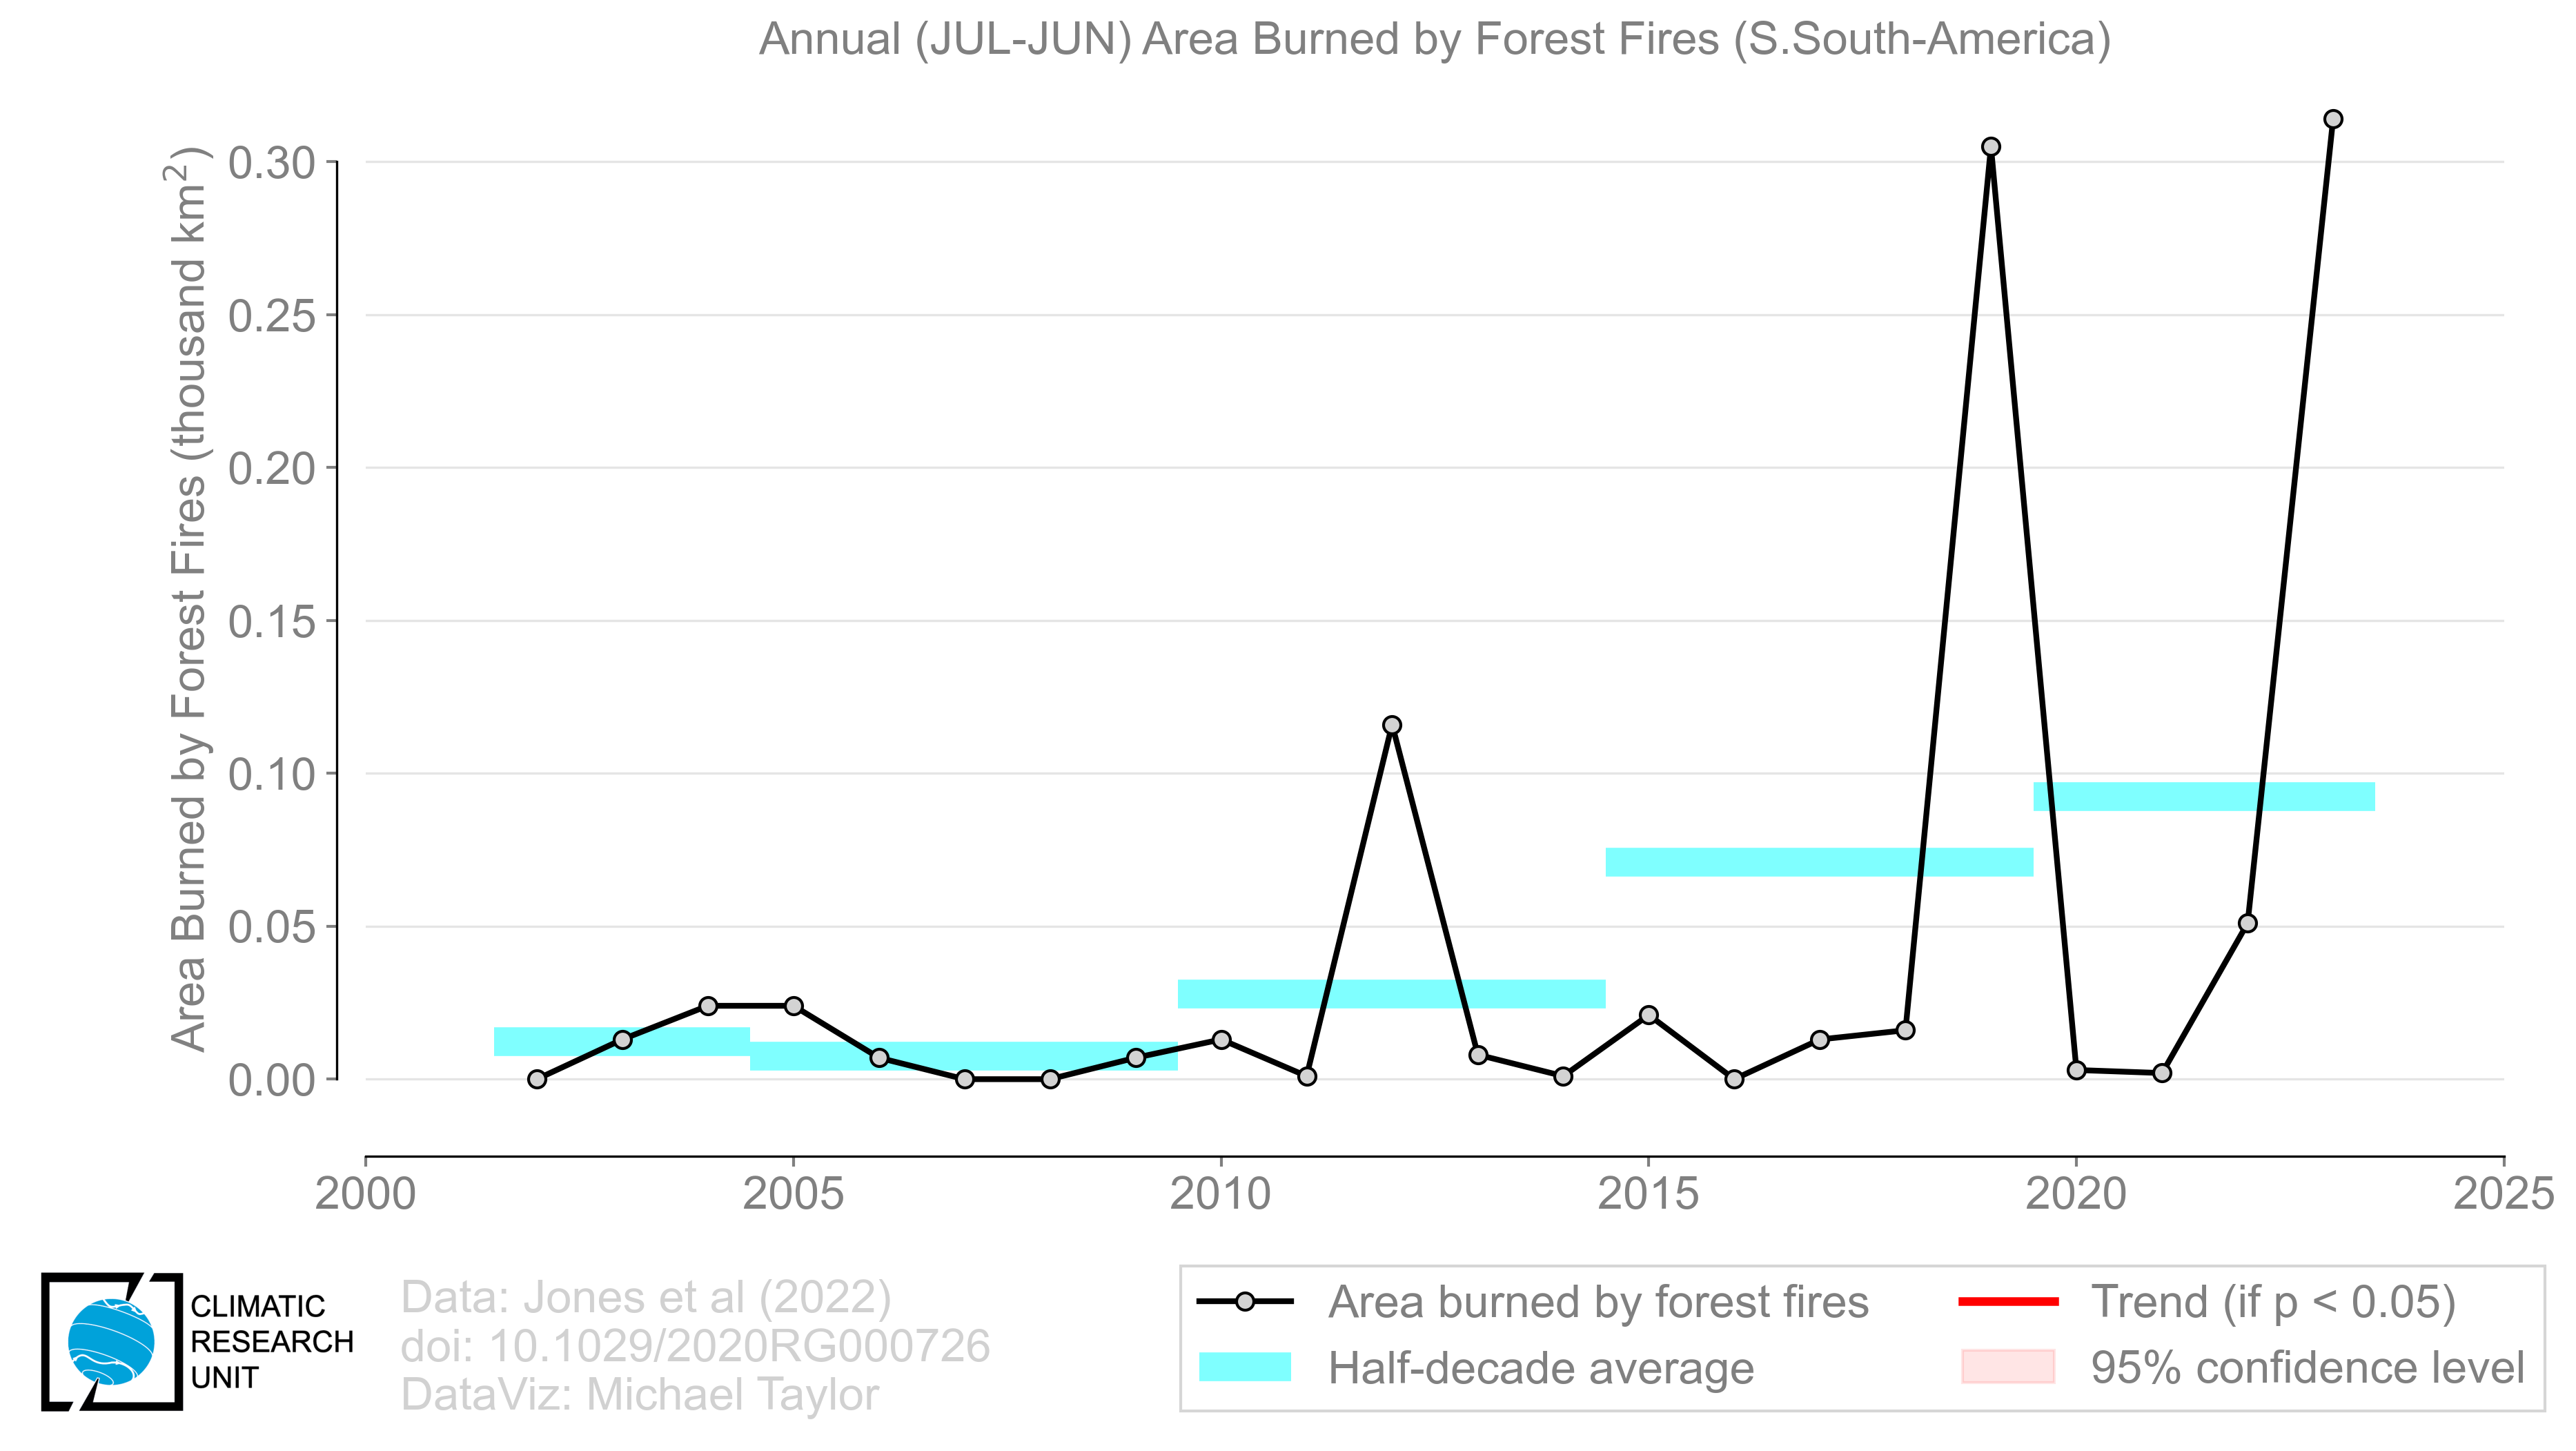 Annual (JUL-JUN) Area Burned by Forest Fires (S.South-America)
Area Burned by Forest Fires (thousand km²)
0.30
0.25
0.20
0.15
0.10
0.05
0.00
2000
2005
2010
2015
2020
2025
CLIMATIC
RESEARCH
UNIT
Data: Jones et al (2022)
doi: 10.1029/2020RG000726
DataViz: Michael Taylor
Area burned by forest fires
Half-decade average
Trend (if p < 0.05)
95% confidence level